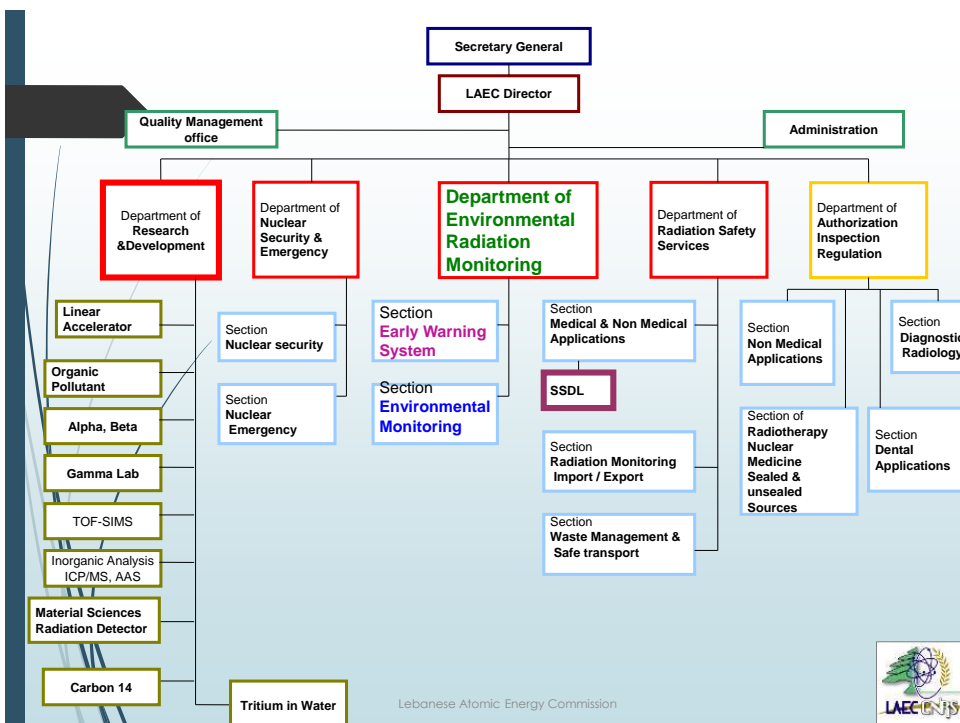 Secretary General
LAEC Director
Quality Management
office
Administration
Department of
Research
&Development
Department of
Nuclear
Security &
Emergency
Department of
Environmental
Radiation
Monitoring
Department of
Radiation Safety
Services
Department of
Authorization
Inspection
Regulation
Linear
Accelerator
Organic
Pollutant
Alpha, Beta
Gamma Lab
TOF-SIMS
Inorganic Analysis
ICP/MS, AAS
Material Sciences
Radiation Detector
Carbon 14
Tritium in Water
Section
Nuclear security
Section
Nuclear
Emergency
Section
Early Warning
System
Section
Environmental
Monitoring
Section
Medical & Non Medical
Applications
SSDL
Section
Radiation Monitoring
Import / Export
Section
Waste Management &
Safe transport
Section
Non Medical
Applications
Section of
Radiotherapy
Nuclear
Medicine
Sealed &
unsealed
Sources
Section
Dental
Applications
Section
Diagnostic
Radiology
Lebanese Atomic Energy Commission
LAEC